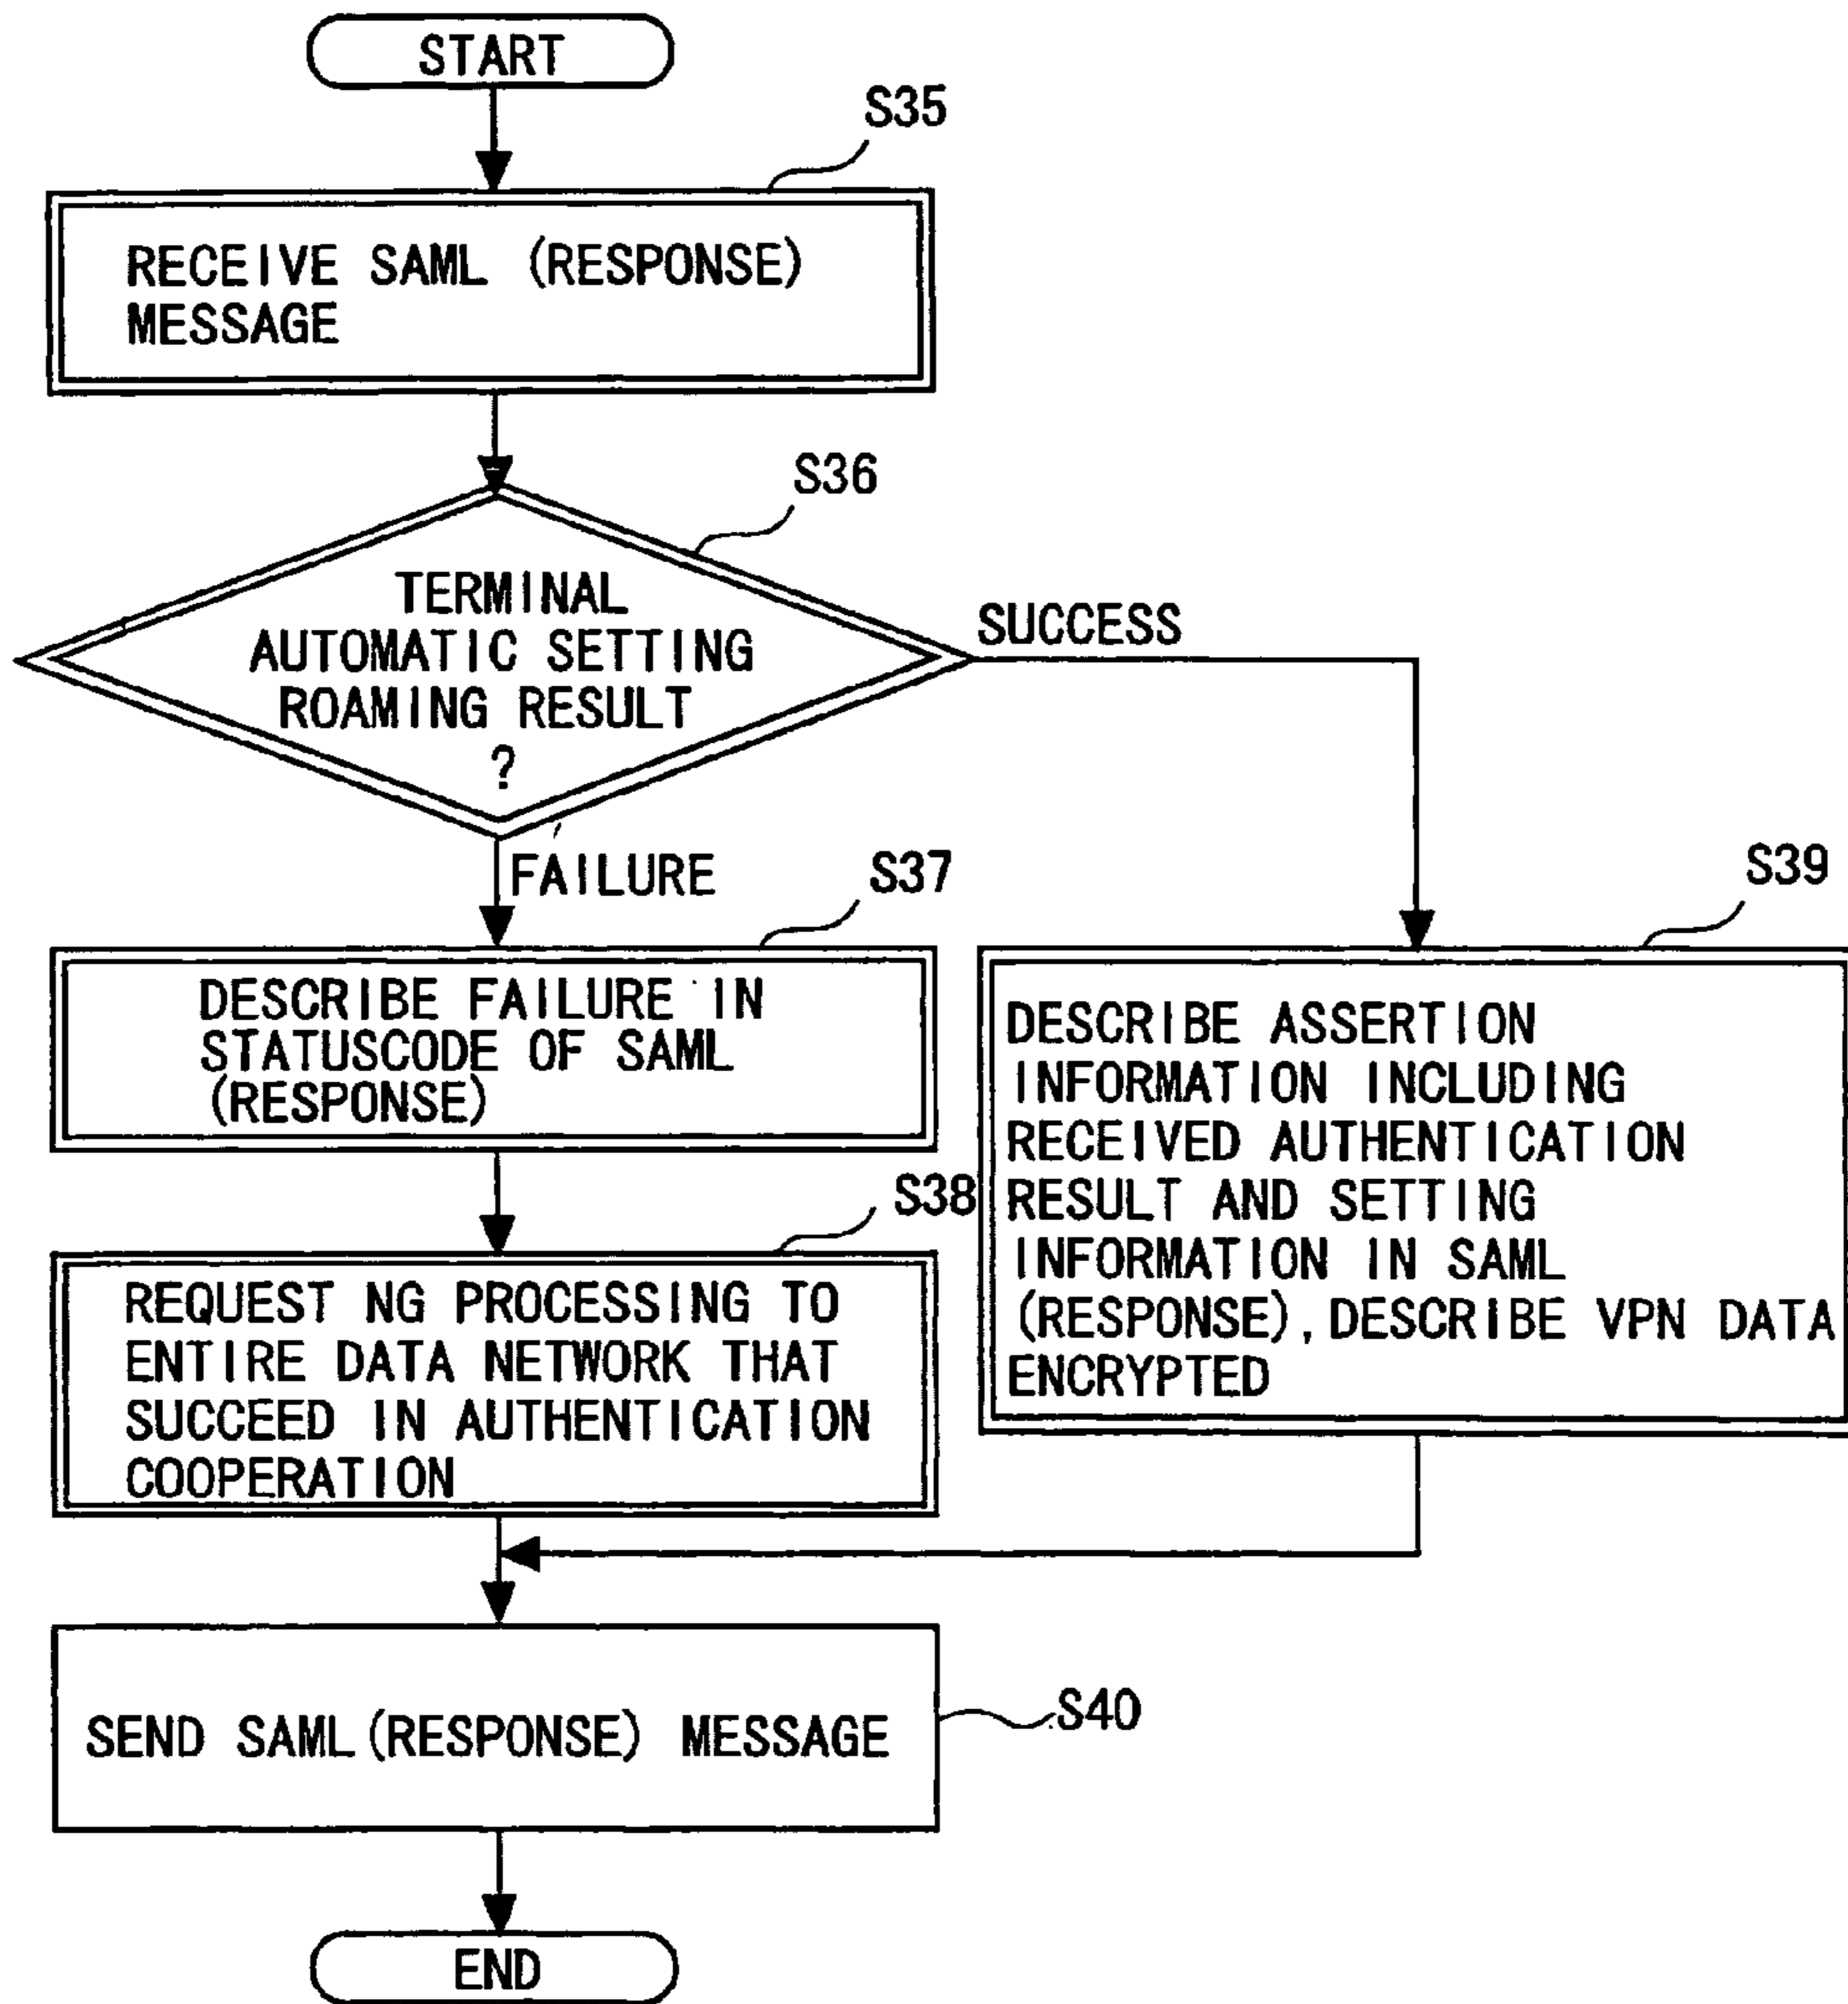 START
S35
RECEIVE SAML (RESPONSE)
MESSAGE
S36
TERMINAL
AUTOMATIC SETTING
ROAMING RESULT
?
SUCCESS
FAILURE
S37
DESCRIBE FAILURE IN
STATUSCODE OF SAML
(RESPONSE)
S39
DESCRIBE ASSERTION
INFORMATION INCLUDING
RECEIVED AUTHENTICATION
RESULT AND SETTING
INFORMATION IN SAML
(RESPONSE), DESCRIBE VPN DATA
ENCRYPTED
S38
REQUEST NG PROCESSING TO
ENTIRE DATA NETWORK THAT
SUCCEED IN AUTHENTICATION
COOPERATION
SEND SAML(RESPONSE) MESSAGE
S40
END